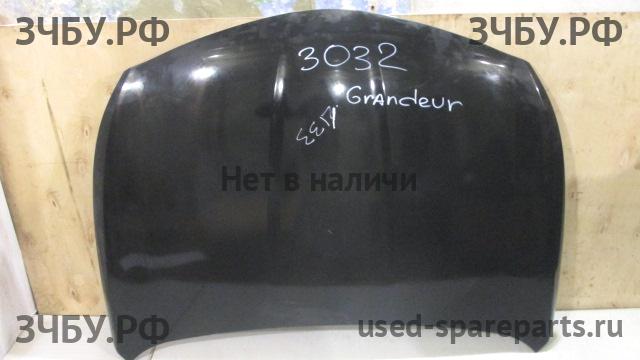 ЗЧБУ.РФ ЗЧБУ.РФ
3032
Grandeur
Нет в наличи
ЗЧБУ.РФ used-spareparts.ru